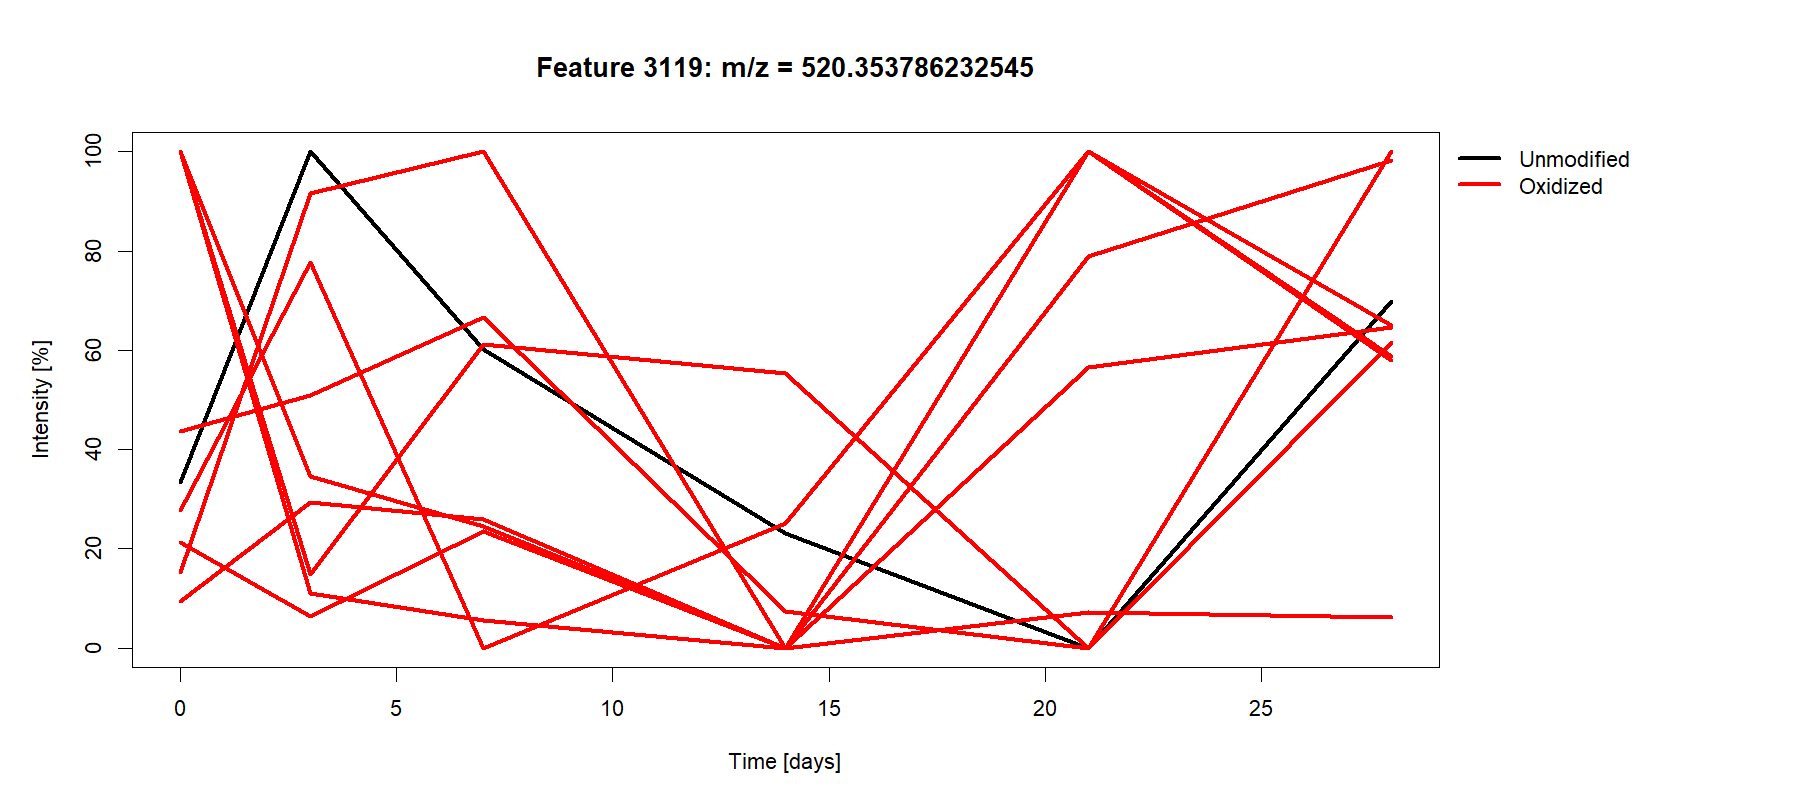 Feature 3119: m/z = 520.353786232545
Unmodified
Oxidized
Intensity [%]
100
80
60
40
20
0
0 5 10 15 20 25
Time [days]